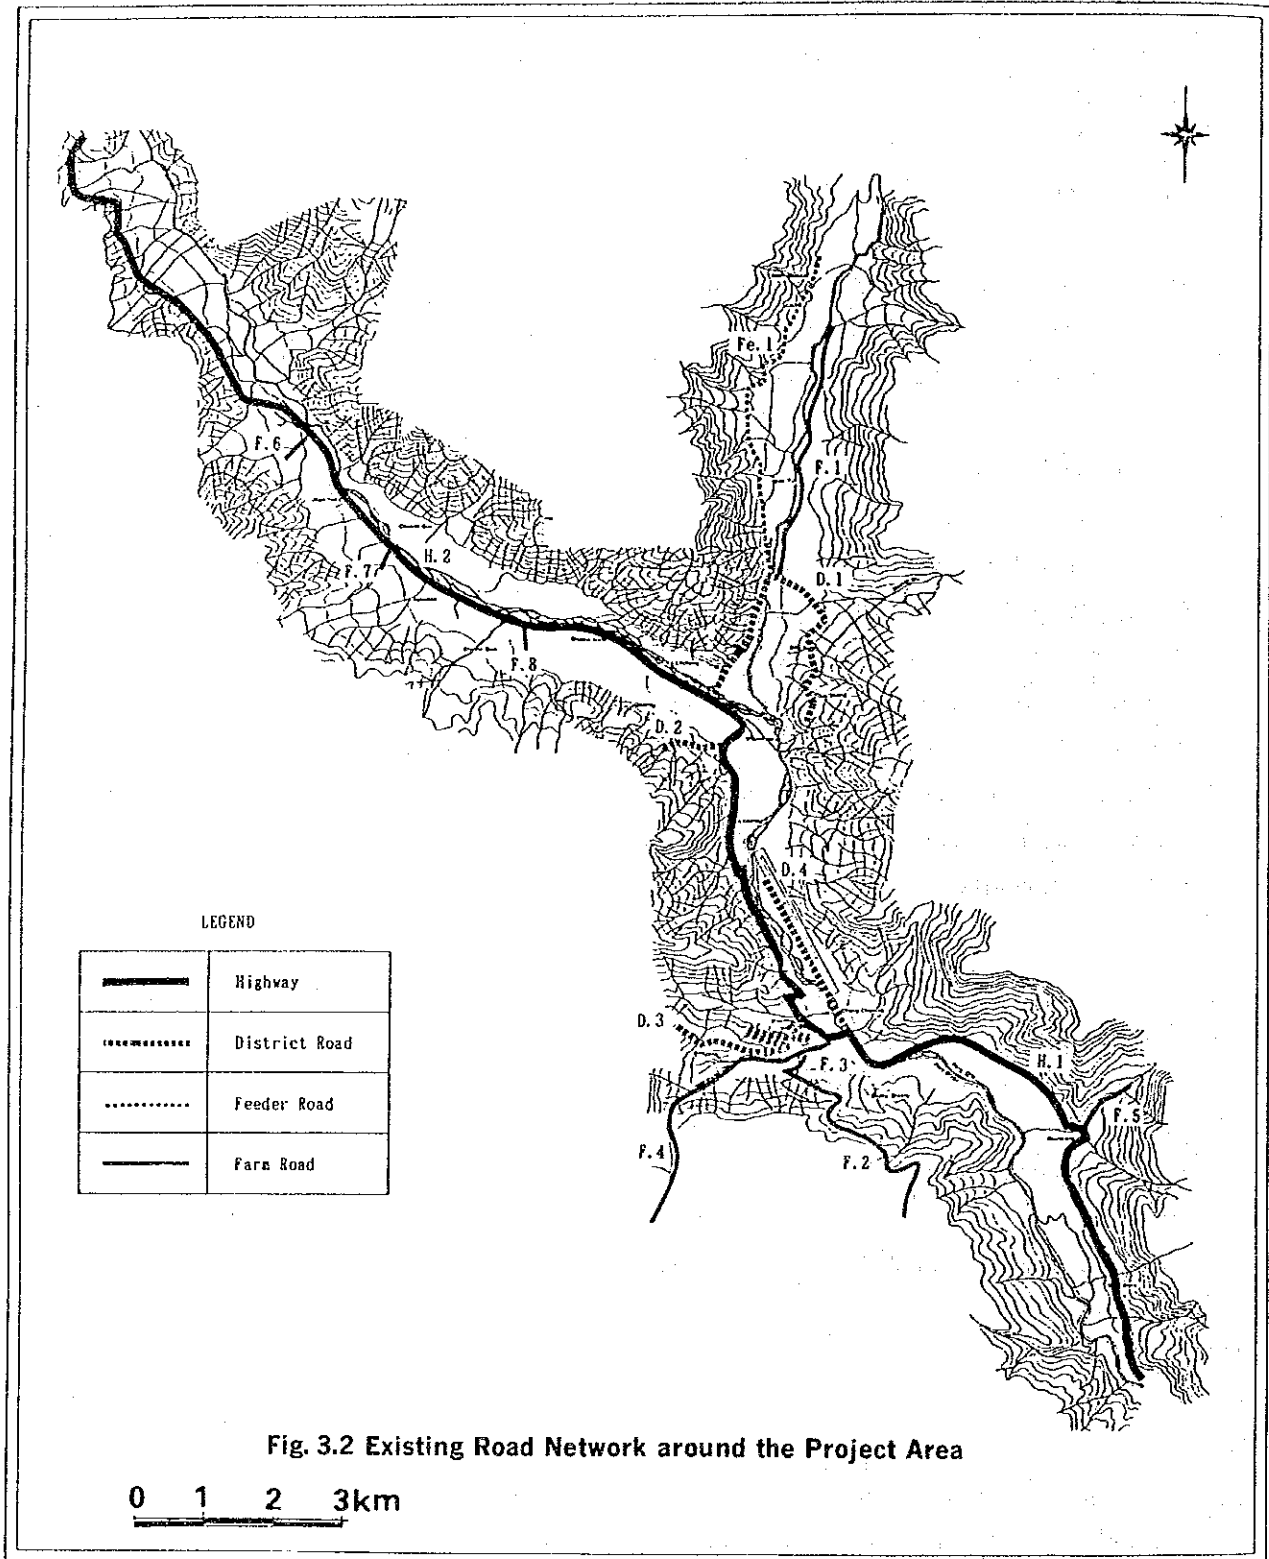 Fe. 1
F. 6
F. 1
H. 2
F. 7
D. 1
F. 8
D. 2
D. 4
D. 3
F. 3
H. 1
F. 5
F. 4
F. 2
LEGEND
Highway
District Road
Feeder Road
Farm Road
Fig. 3.2 Existing Road Network around the Project Area
0 1 2 3km